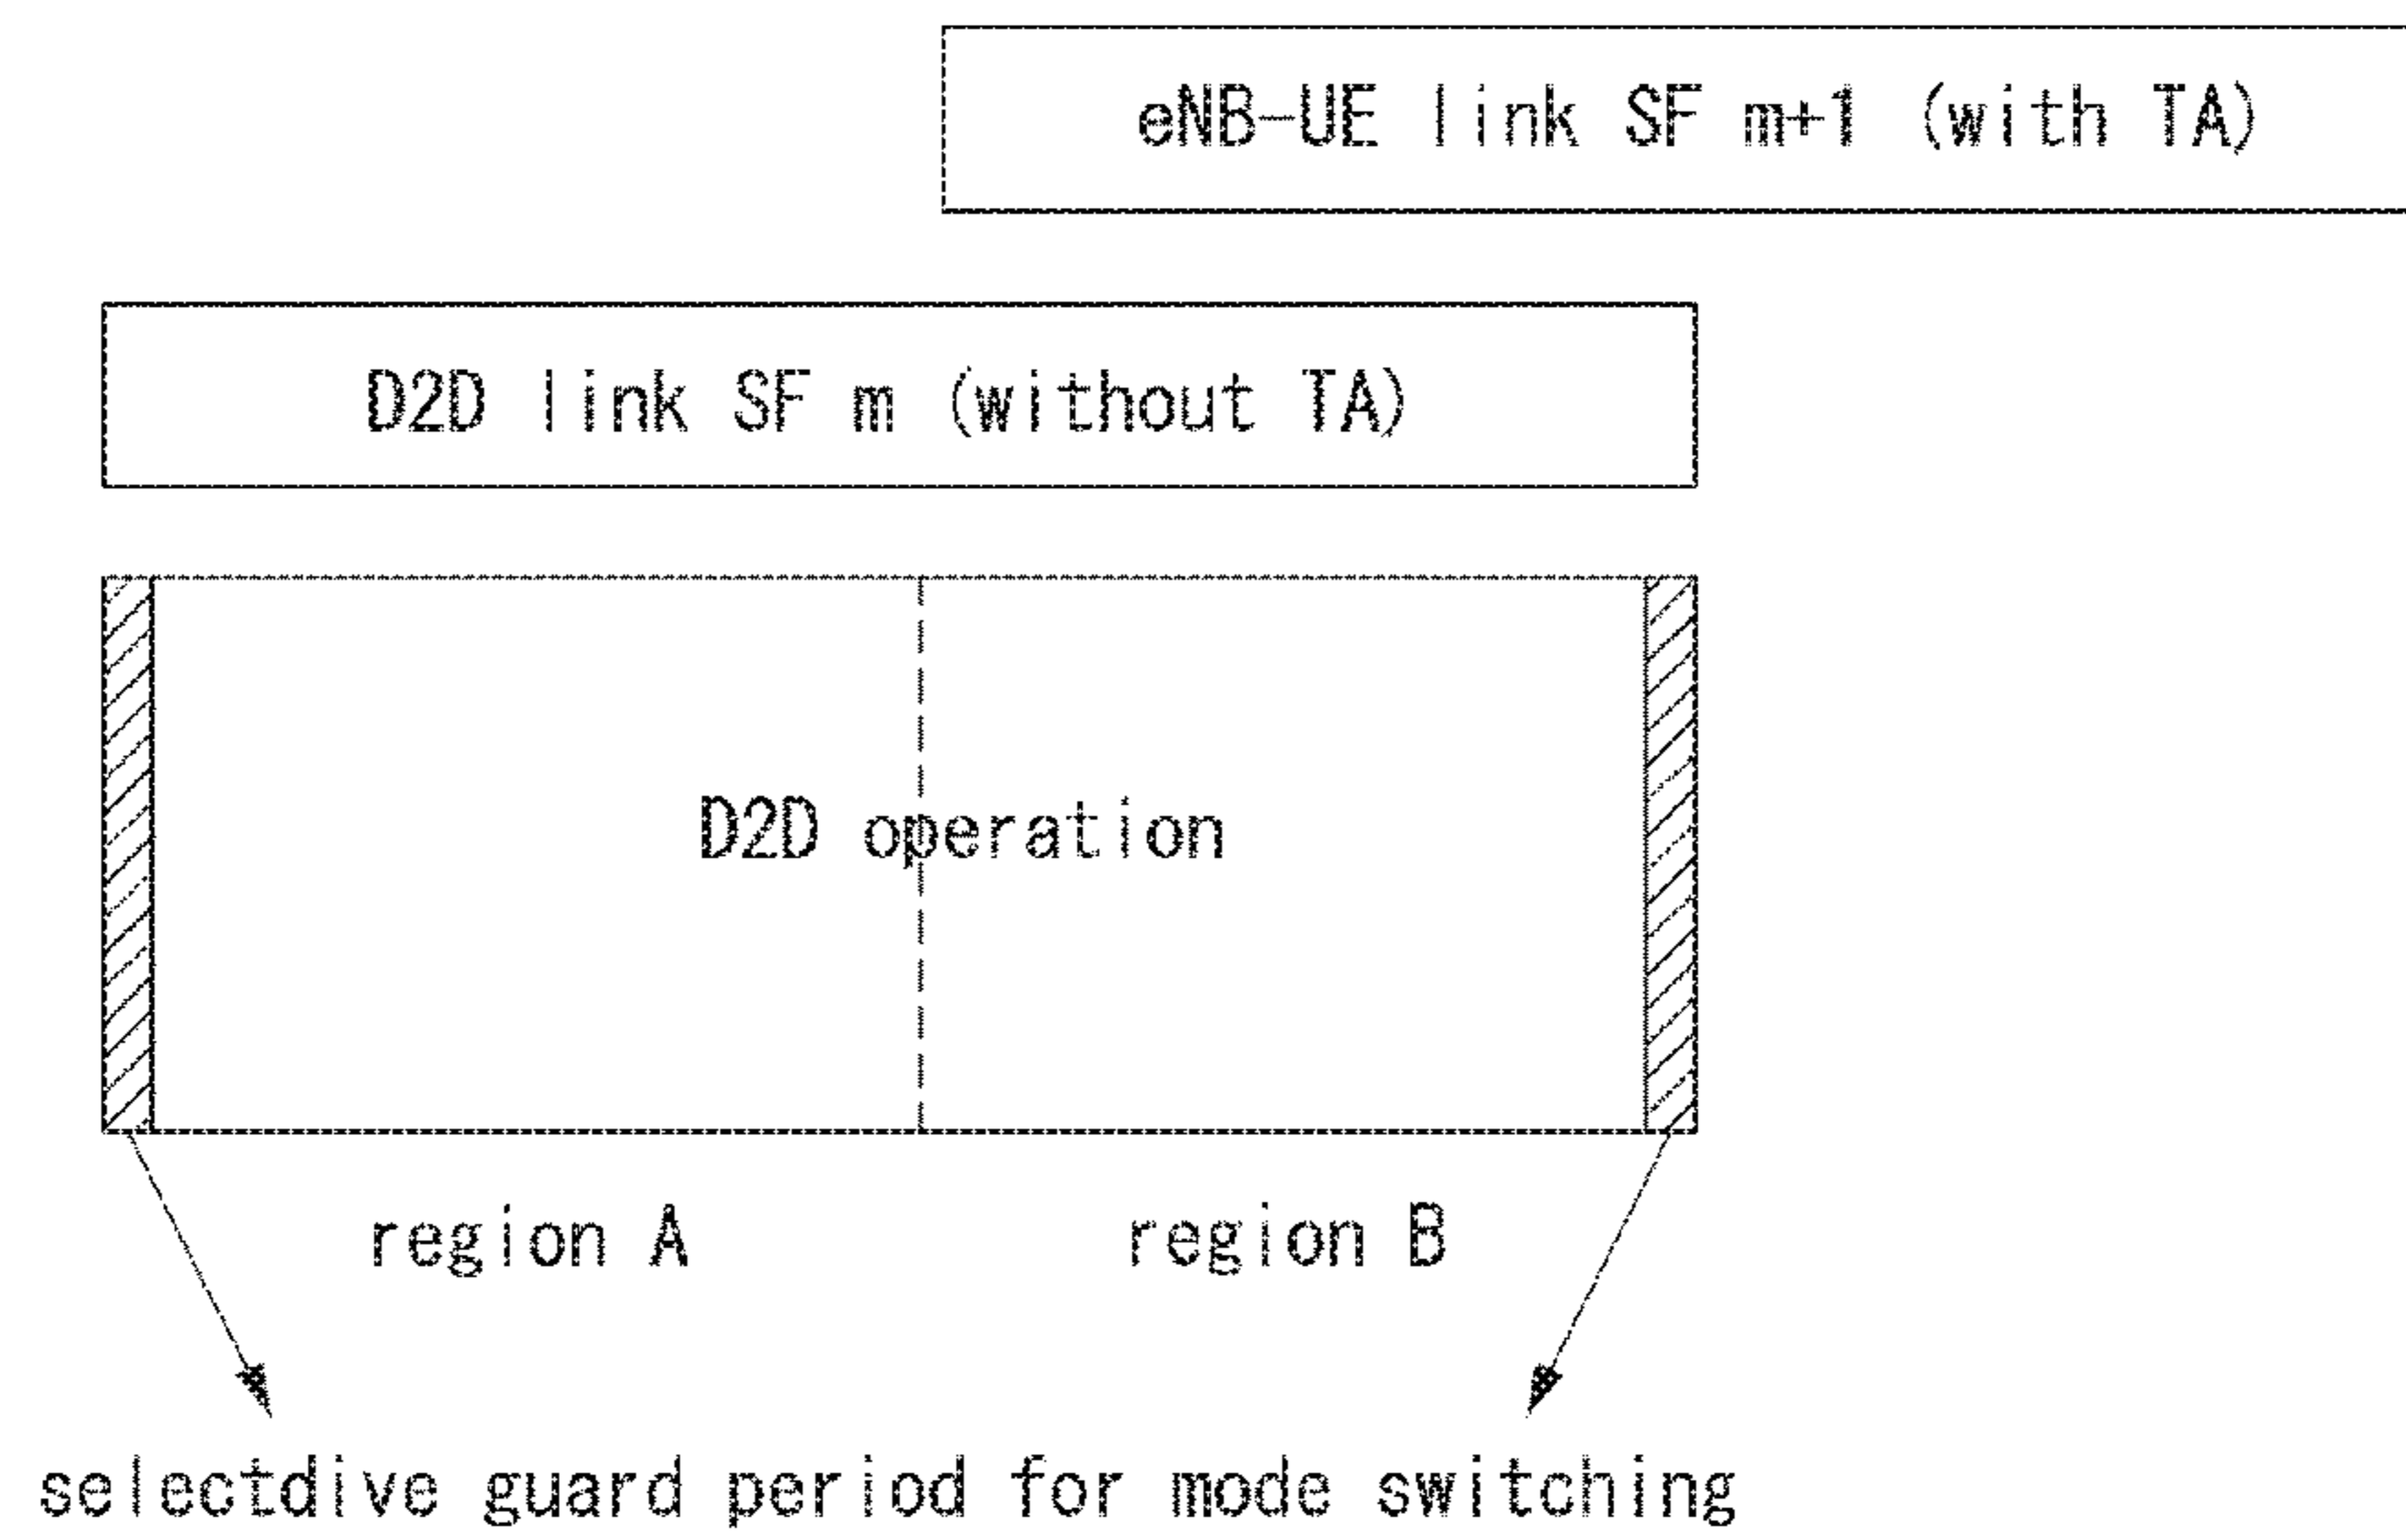 eNB-UE link SF m+1 (with TA)
D2D link SF m (without TA)
D2D operation
region A
region B
selectdive guard period for mode switching